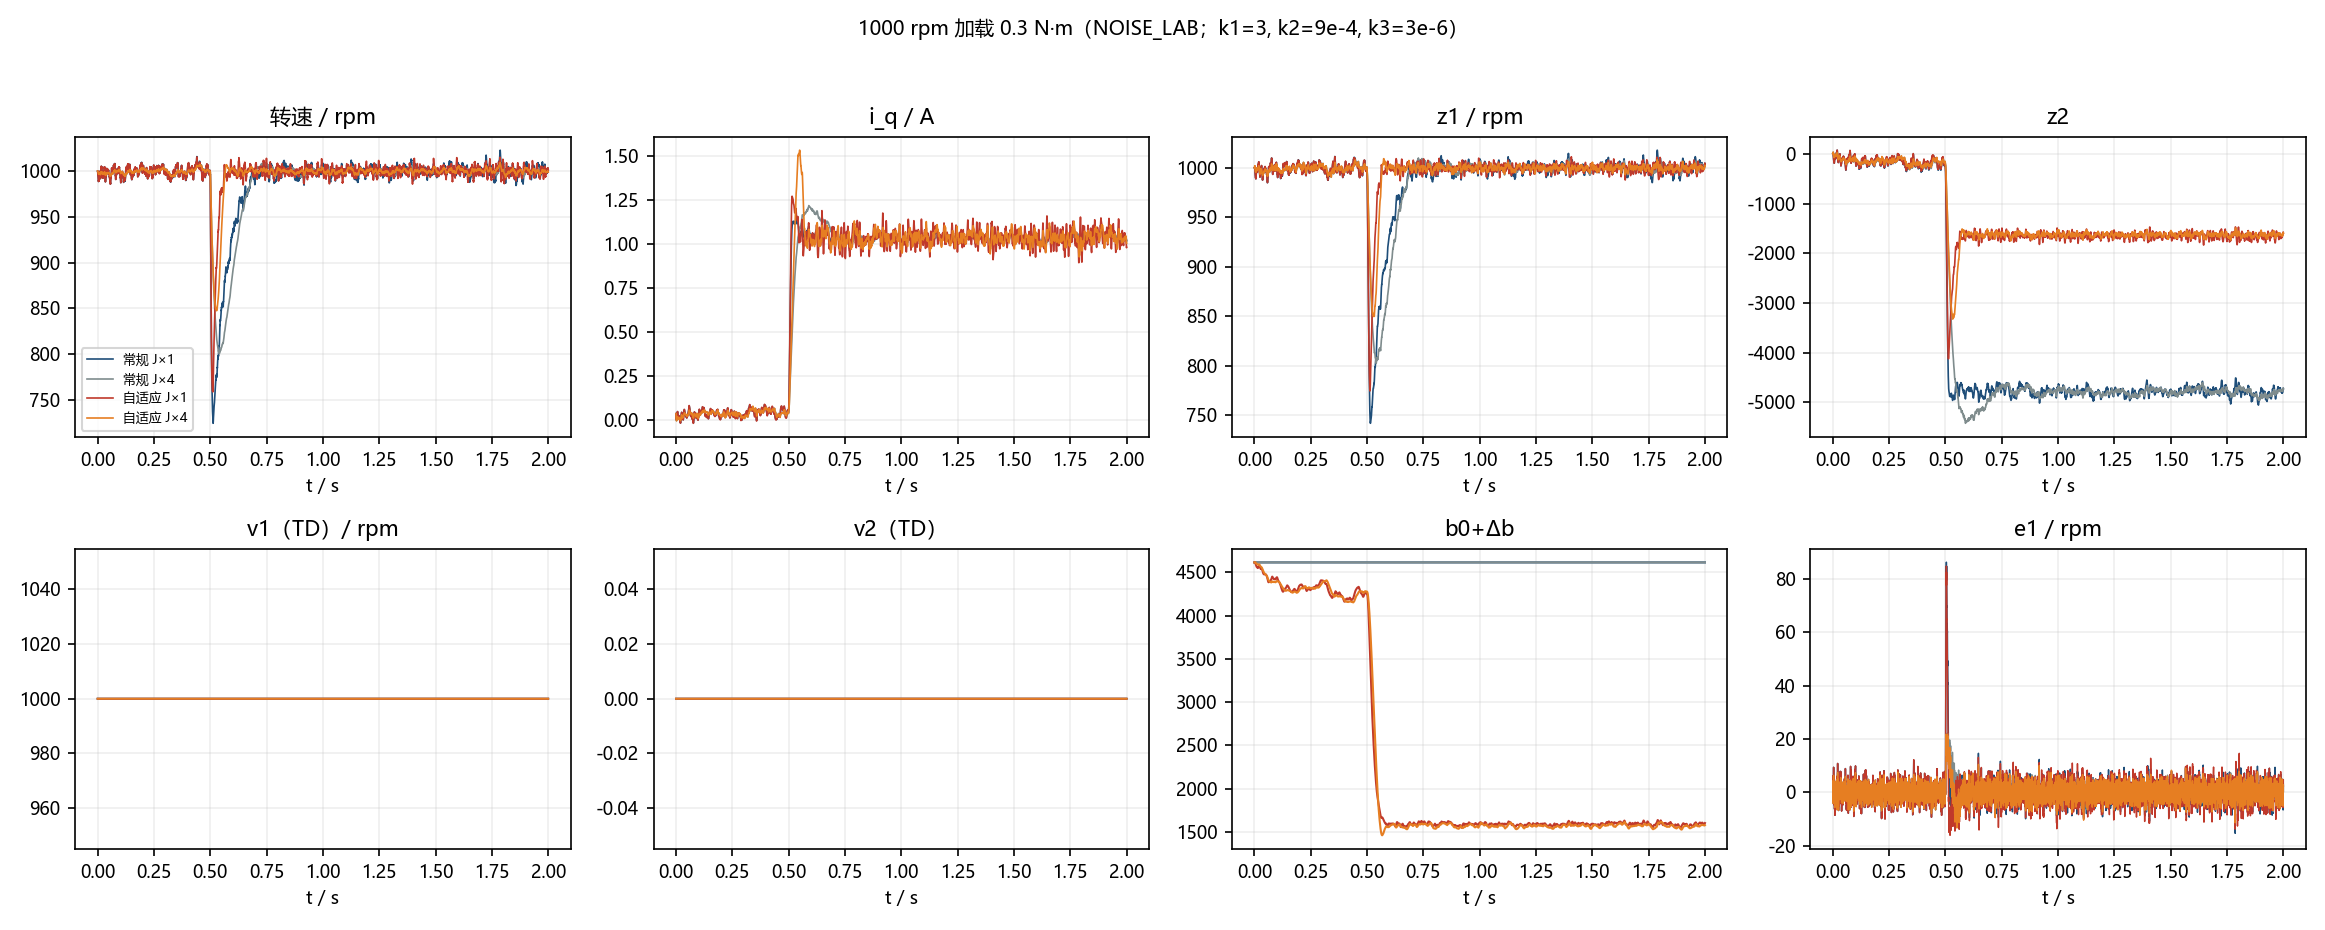 1000 rpm 加载 0.3 N·m（NOISE_LAB；k1=3, k2=9e-4, k3=3e-6）
转速 / rpm
1000
950
900
850
800
750
常规 J×1
常规 J×4
自适应 J×1
自适应 J×4
0.00 0.25 0.50 0.75 1.00 1.25 1.50 1.75 2.00
t / s
i_q / A
1.50
1.25
1.00
0.75
0.50
0.25
0.00
0.00 0.25 0.50 0.75 1.00 1.25 1.50 1.75 2.00
t / s
z1 / rpm
1000
950
900
850
800
750
0.00 0.25 0.50 0.75 1.00 1.25 1.50 1.75 2.00
t / s
z2
0
-1000
-2000
-3000
-4000
-5000
0.00 0.25 0.50 0.75 1.00 1.25 1.50 1.75 2.00
t / s
v1（TD）/ rpm
1040
1020
1000
980
960
0.00 0.25 0.50 0.75 1.00 1.25 1.50 1.75 2.00
t / s
v2（TD）
0.04
0.02
0.00
-0.02
-0.04
0.00 0.25 0.50 0.75 1.00 1.25 1.50 1.75 2.00
t / s
b0+Δb
4500
4000
3500
3000
2500
2000
1500
0.00 0.25 0.50 0.75 1.00 1.25 1.50 1.75 2.00
t / s
e1 / rpm
80
60
40
20
0
-20
0.00 0.25 0.50 0.75 1.00 1.25 1.50 1.75 2.00
t / s